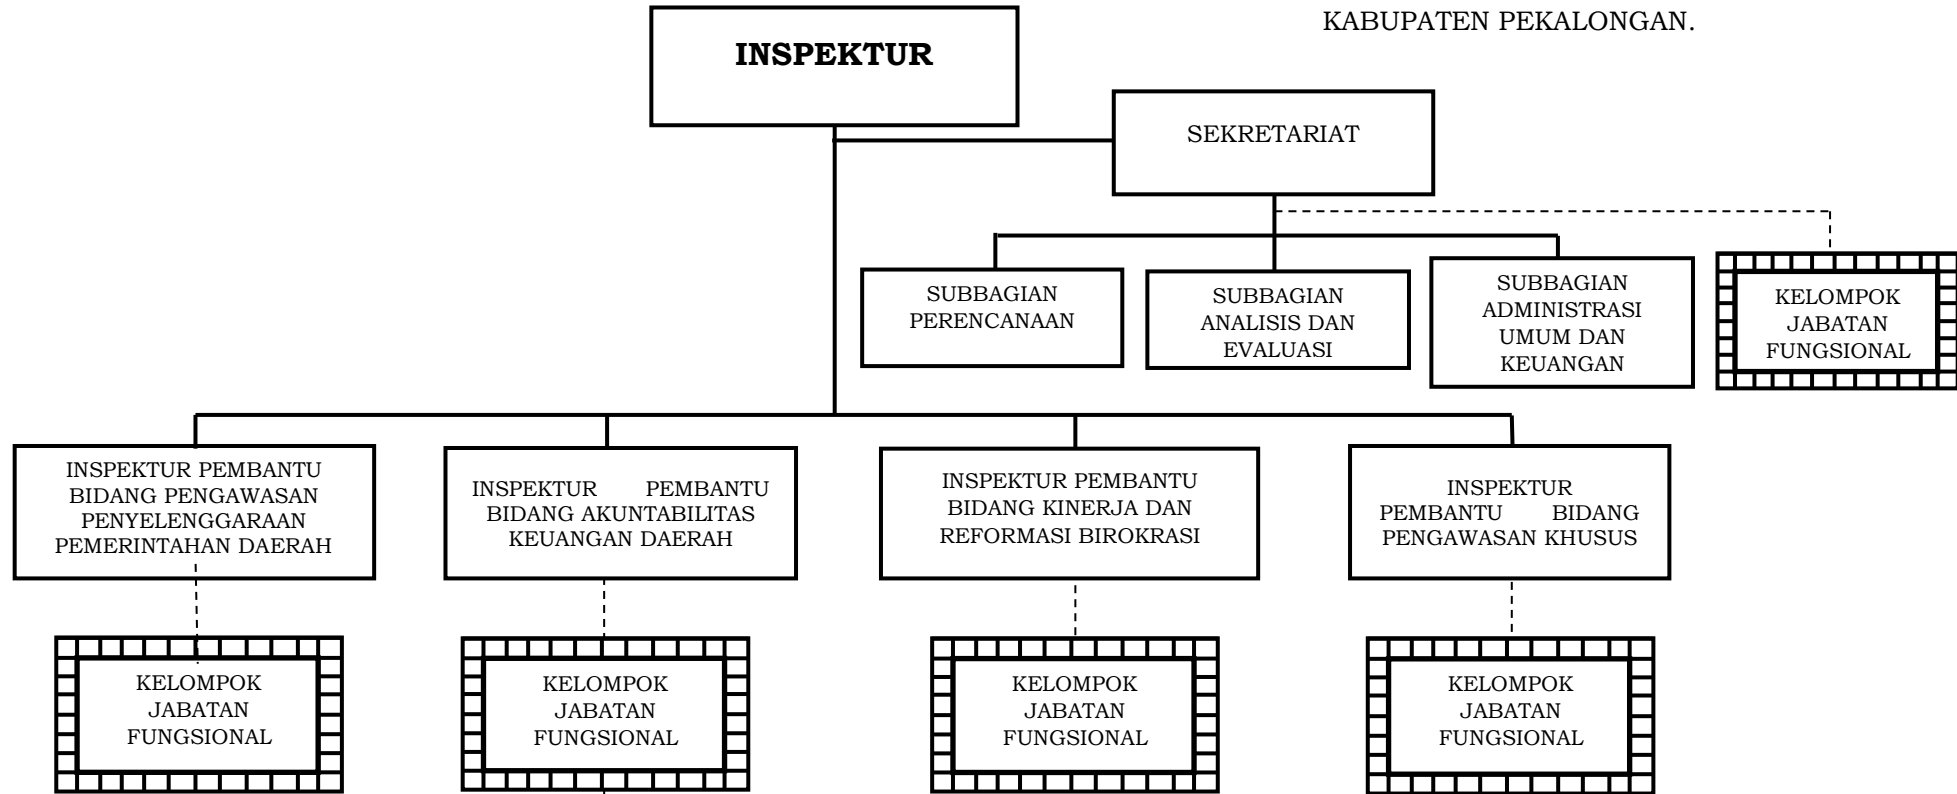 KABUPATEN PEKALONGAN.
INSPEKTUR
SEKRETARIAT
SUBBAGIAN
PERENCANAAN
SUBBAGIAN
ANALISIS DAN
EVALUASI
SUBBAGIAN
ADMINISTRASI
UMUM DAN
KEUANGAN
KELOMPOK
JABATAN
FUNGSIONAL
INSPEKTUR PEMBANTU
BIDANG PENGAWASAN
PENYELENGGARAAN
PEMERINTAHAN DAERAH
INSPEKTUR PEMBANTU
BIDANG AKUNTABILITAS
KEUANGAN DAERAH
INSPEKTUR PEMBANTU
BIDANG KINERJA DAN
REFORMASI BIROKRASI
INSPEKTUR
PEMBANTU BIDANG
PENGAWASAN KHUSUS
KELOMPOK
JABATAN
FUNGSIONAL
KELOMPOK
JABATAN
FUNGSIONAL
KELOMPOK
JABATAN
FUNGSIONAL
KELOMPOK
JABATAN
FUNGSIONAL